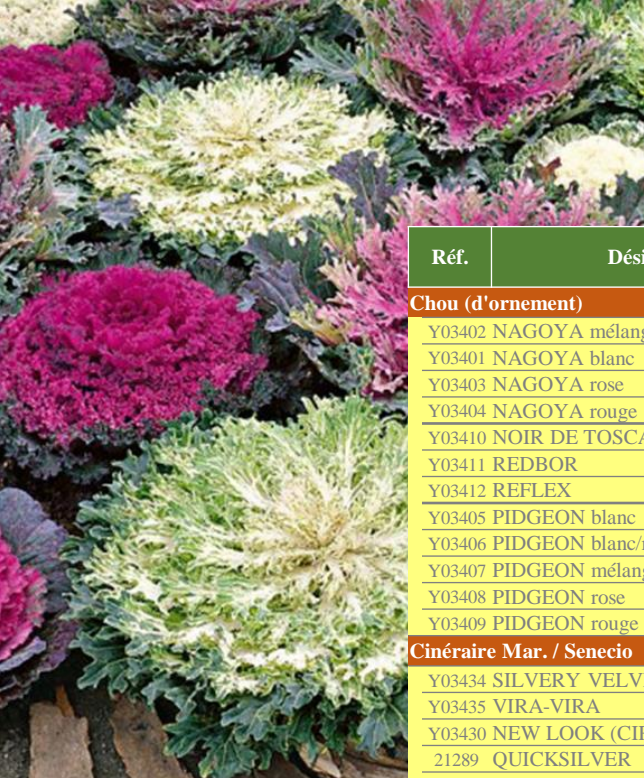 Réf.
Chou (d'ornement)
Y03402 NAGOYA
Y03401 NAGOYA blanc
Y03403 NAGOYA rose
Y03404 NAGOYA rouge
Y03410 NOIR DE
Y03411 REDBOR
Y03412 REFLEX
Y03405 PIDGEON blanc
Y03406 PIDGEON
Y03407 PIDGEON
Y03408 PIDGEON rose
Y03409 PIDGEON rouge
Cinéraire Mar. / Senecio
Y03434 SILVERY
Y03435 VIRA-VIRA
Y03430 NEW LOOK
21289 QUICKSILVER